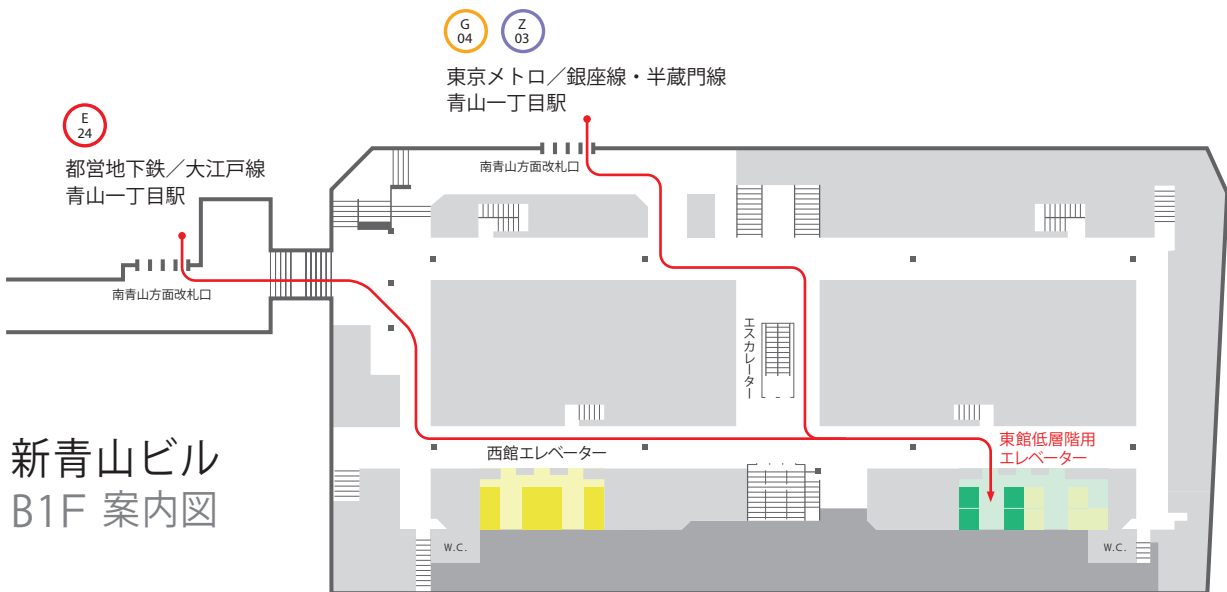 G
04
Z
03
東京メトロ／銀座線・半蔵門線
青山一丁目駅
E
24
都営地下鉄／大江戸線
青山一丁目駅
南青山方面改札口
南青山方面改札口
エスカレーター
新青山ビル
B1F 案内図
西館エレベーター
東館低層階用
エレベーター
W.C.
W.C.